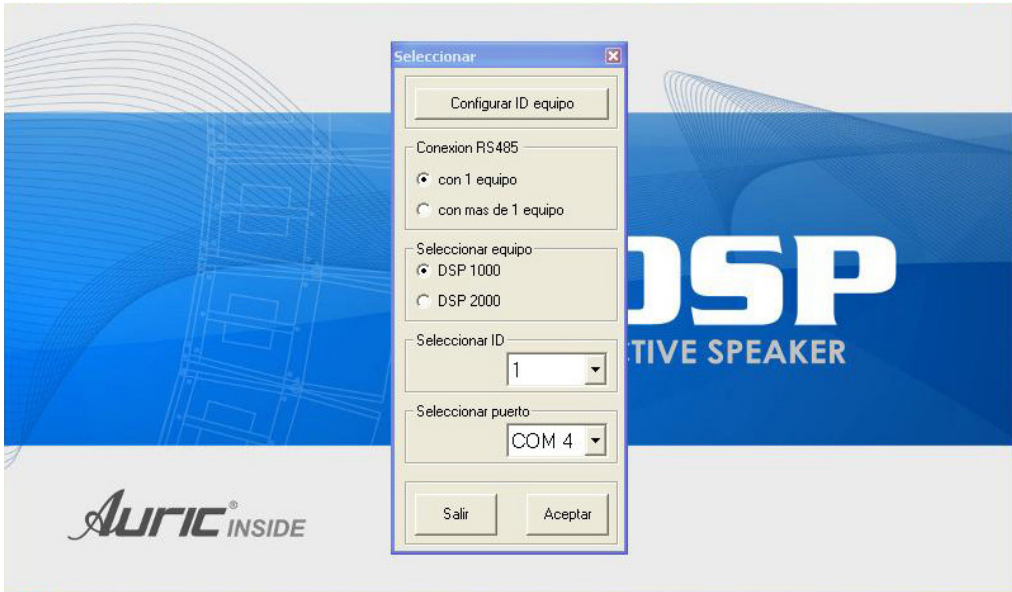 Seleccionar
Configurar ID equipo
Conexion RS485
con 1 equipo
con mas de 1 equipo
Seleccionar equipo
DSP 1000
DSP 2000
Seleccionar ID
1
Seleccionar puerto
COM 4
Salir
Aceptar
DSP
TIVE SPEAKER
AURIC® INSIDE